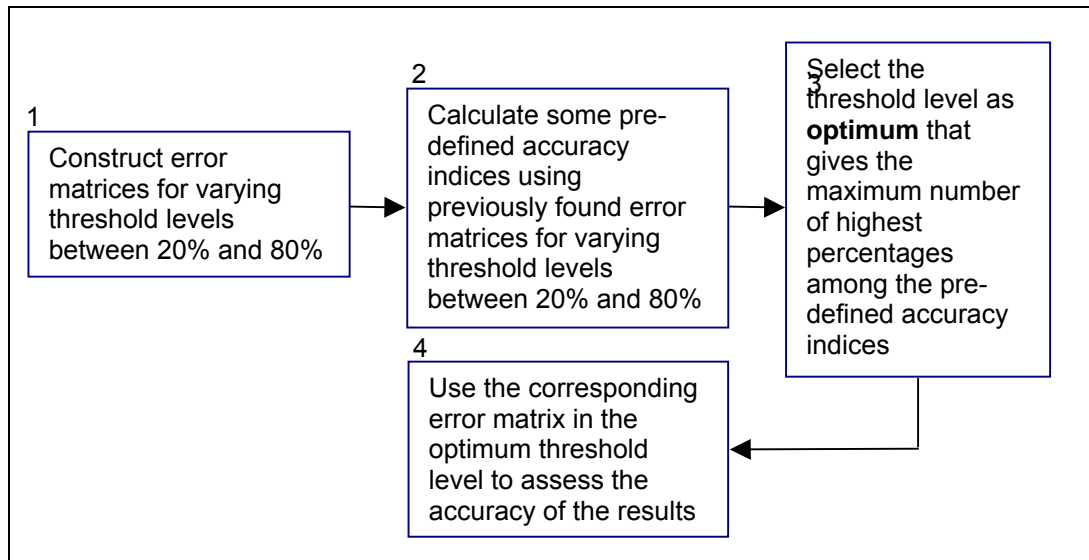 1
Construct error
matrices for varying
threshold levels
between 20% and 80%
2
Calculate some pre-
defined accuracy
indices using
previously found error
matrices for varying
threshold levels
between 20% and 80%
3
Select the
threshold level as
optimum that
gives the
maximum number
of highest
percentages
among the pre-
defined accuracy
indices
4
Use the corresponding
error matrix in the
optimum threshold
level to assess the
accuracy of the results